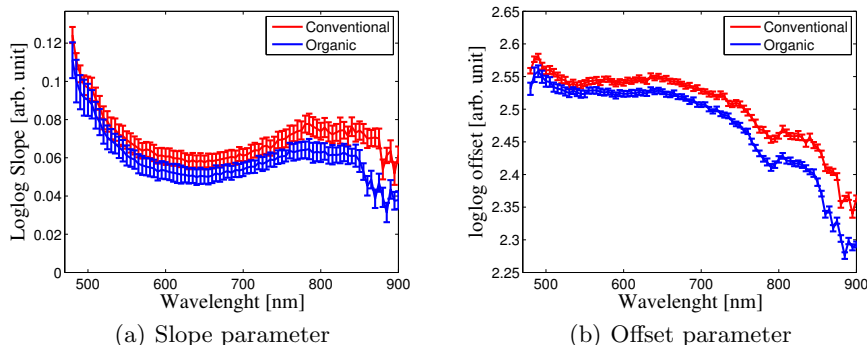 Conventional
Organic
0.12
0.1
0.08
0.06
0.04
0.02
0
Loglog Slope [arb. unit]
500 600 700 800 900
Wavelenght [nm]
(a) Slope parameter
Conventional
Organic
2.65
2.6
2.55
2.5
2.45
2.4
2.35
2.3
2.25
loglog offset [arb. unit]
500 600 700 800 900
Wavelenght [nm]
(b) Offset parameter